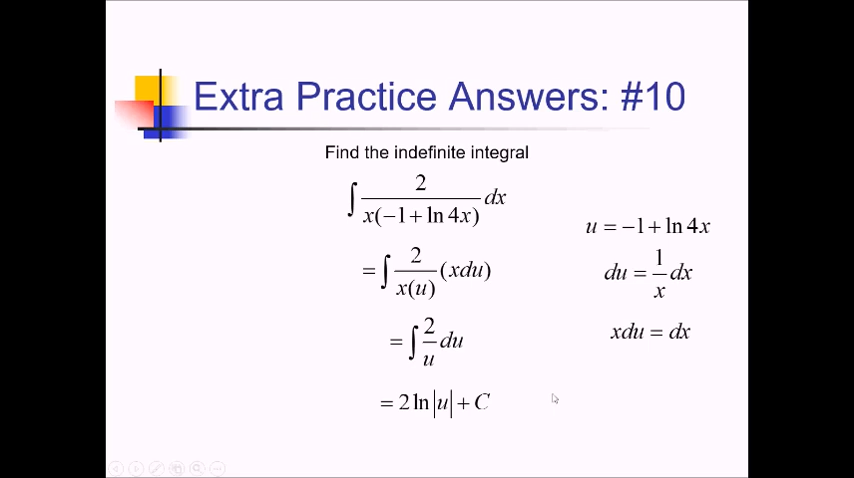 Extra Practice Answers: #10
Find the indefinite integral
∫ 2/(x(−1 + ln 4x)) dx
u = −1 + ln 4x
= ∫ 2/(x(u)) (xdu)
du = 1/x dx
= ∫ 2/u du
xdu = dx
= 2 ln|u| + C